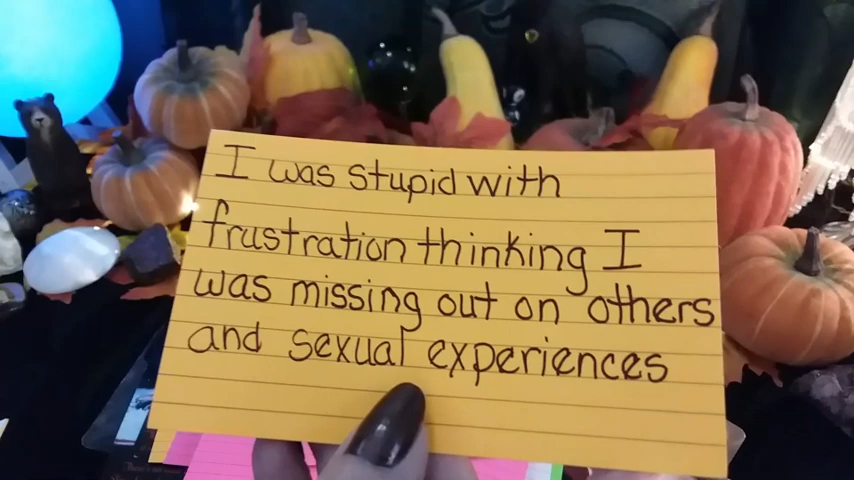 I was stupid with
frustration thinking I
was missing out on others
and sexual experiences